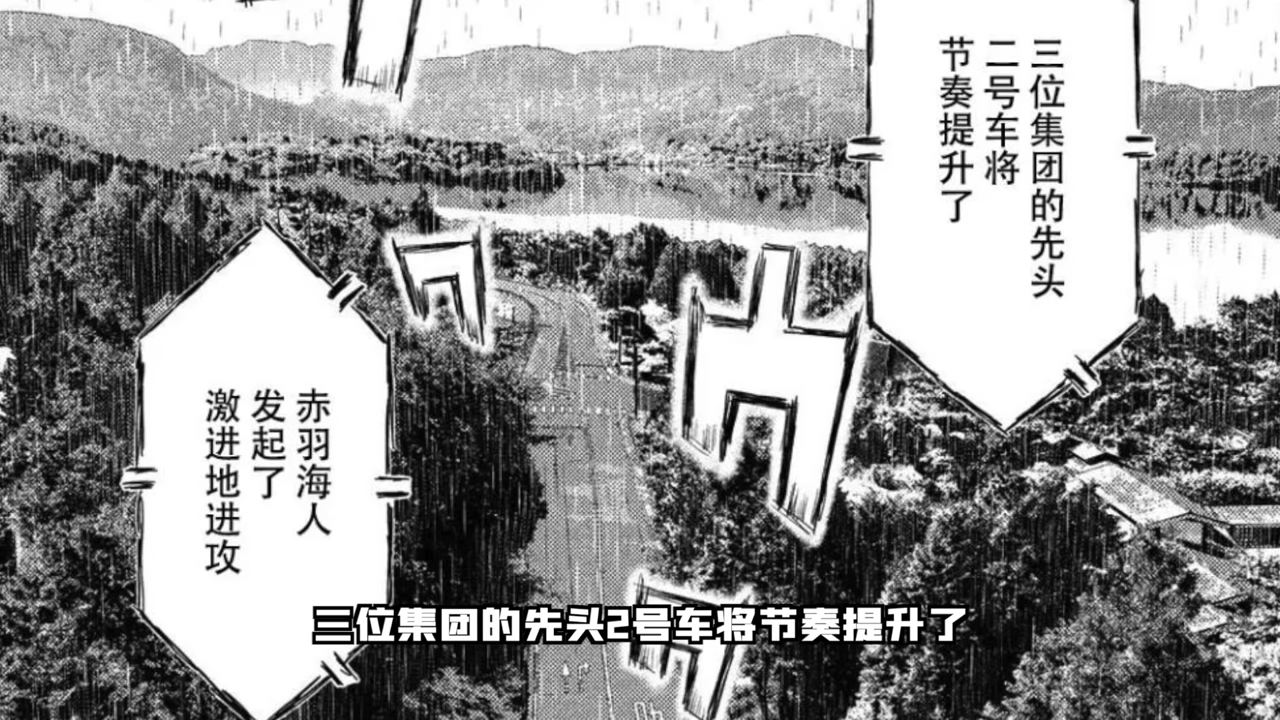 三位集团的先头
二号车将
节奏提升了
赤羽海人
发起了
激进地进攻
三位集团的先头2号车将节奏提升了